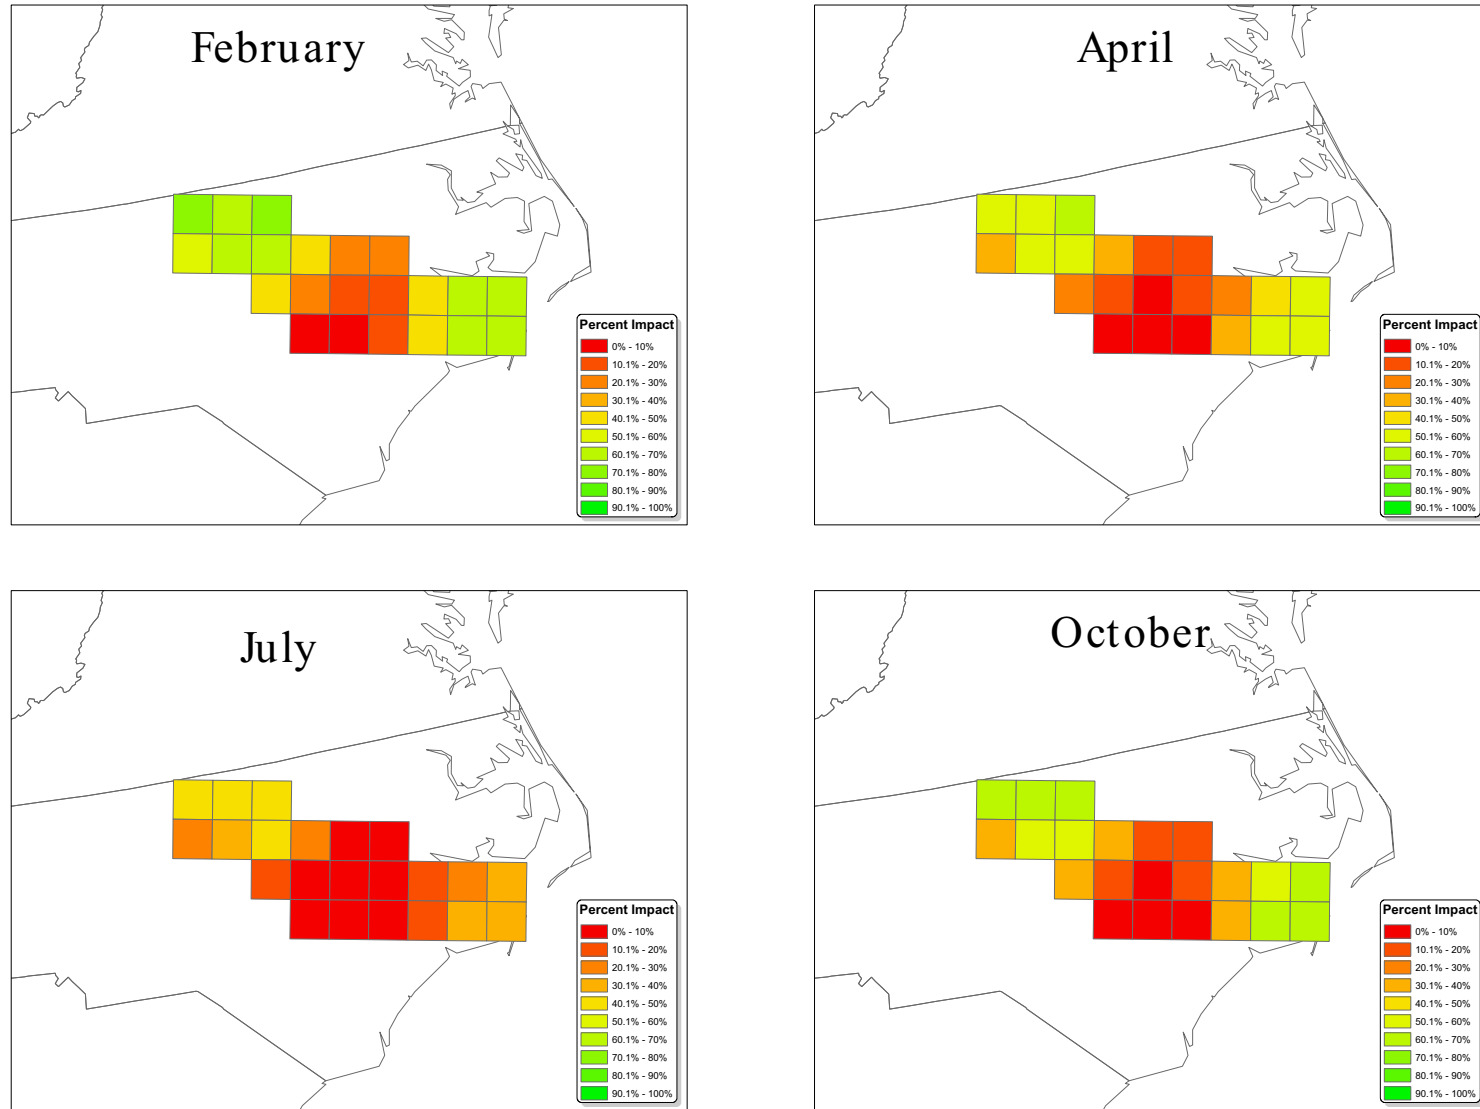 February
Percent Impact
0% - 10%
10.1% - 20%
20.1% - 30%
30.1% - 40%
40.1% - 50%
50.1% - 60%
60.1% - 70%
70.1% - 80%
80.1% - 90%
90.1% - 100%
April
Percent Impact
0% - 10%
10.1% - 20%
20.1% - 30%
30.1% - 40%
40.1% - 50%
50.1% - 60%
60.1% - 70%
70.1% - 80%
80.1% - 90%
90.1% - 100%
July
Percent Impact
0% - 10%
10.1% - 20%
20.1% - 30%
30.1% - 40%
40.1% - 50%
50.1% - 60%
60.1% - 70%
70.1% - 80%
80.1% - 90%
90.1% - 100%
October
Percent Impact
0% - 10%
10.1% - 20%
20.1% - 30%
30.1% - 40%
40.1% - 50%
50.1% - 60%
60.1% - 70%
70.1% - 80%
80.1% - 90%
90.1% - 100%